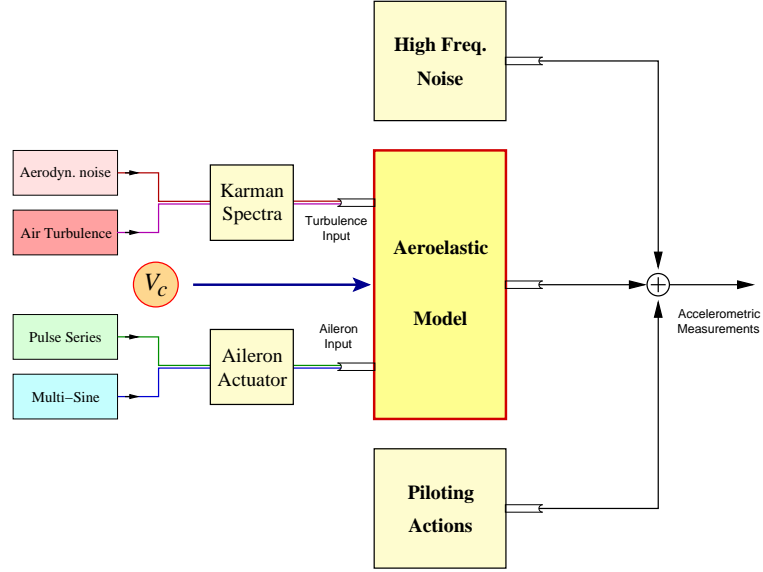 High Freq.
Noise
Aerodyn. noise
Air Turbulence
Karman
Spectra
Turbulence
Input
Aeroelastic
Model
V_c
Pulse Series
Multi−Sine
Aileron
Actuator
Aileron
Input
+
Accelerometric
Measurements
Piloting
Actions